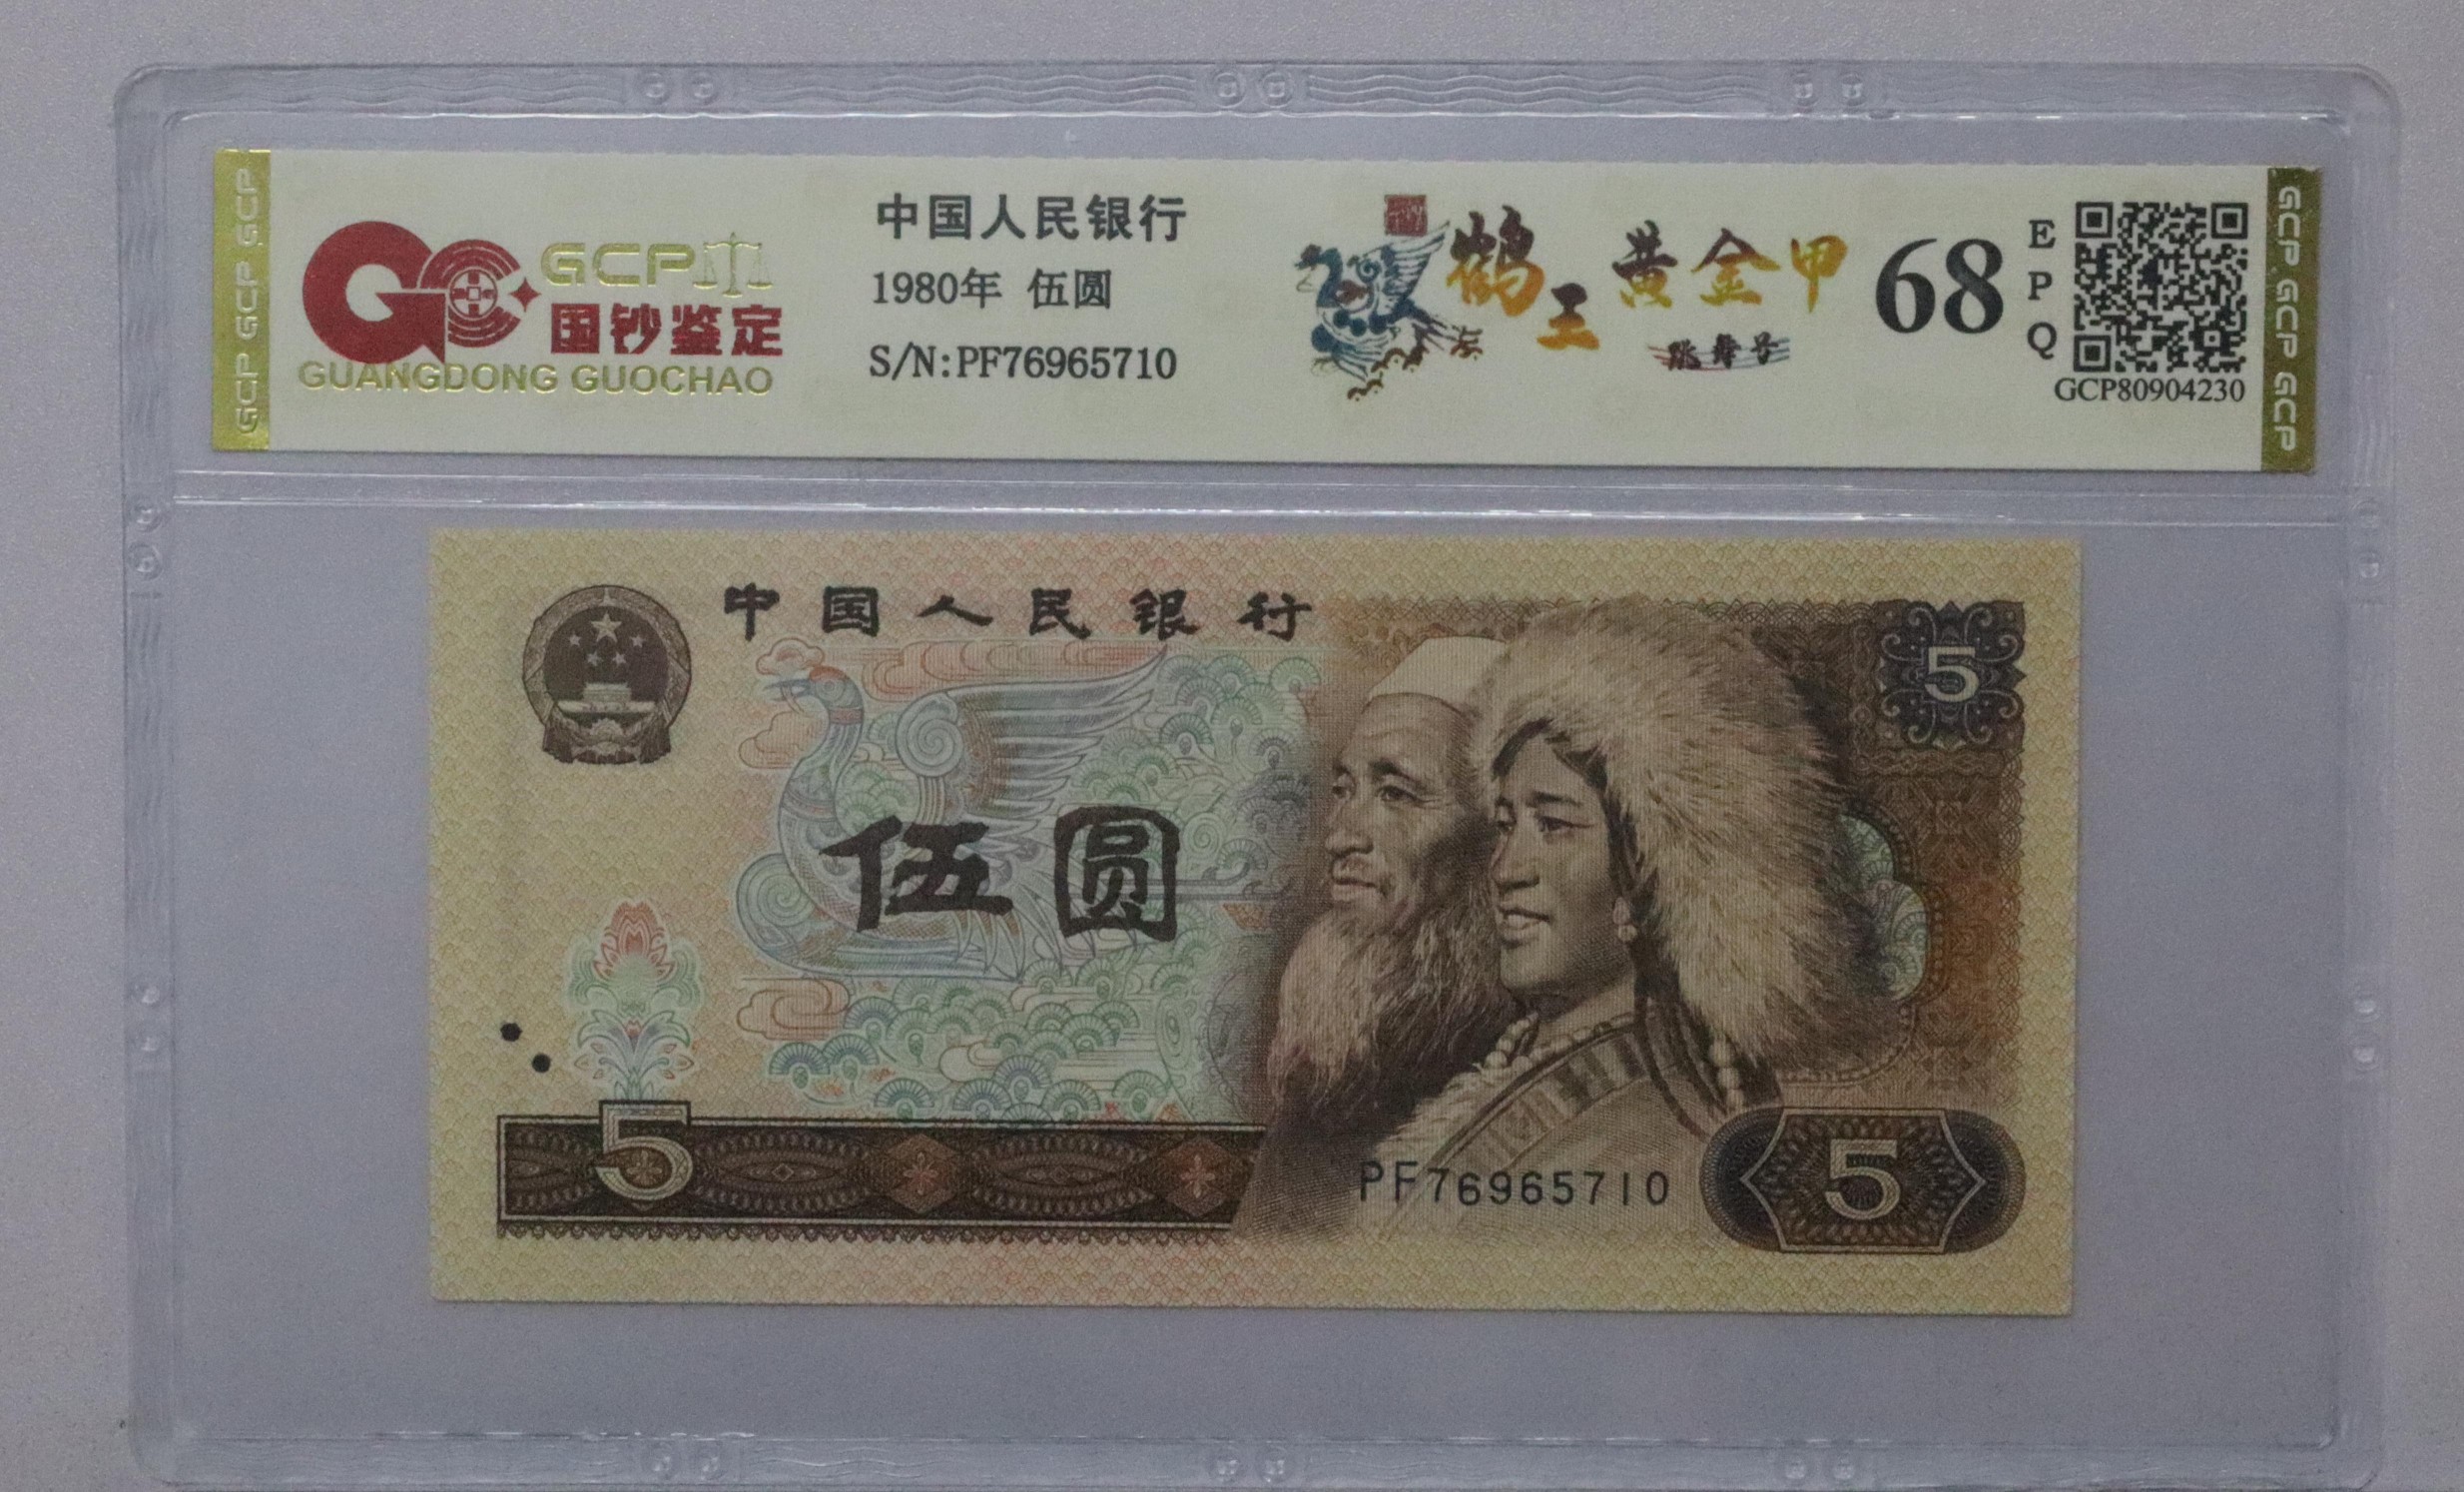 GCP GCP GCP
GCP
国钞鉴定
GUANGDONG GUOCHAO
中国人民银行
1980年 伍圆
S/N:PF76965710
鹤王 黄金甲
68
EPQ
GCP80904230
GCP GCP GCP
中国人民银行
5
伍圆
5
PF76965710
5